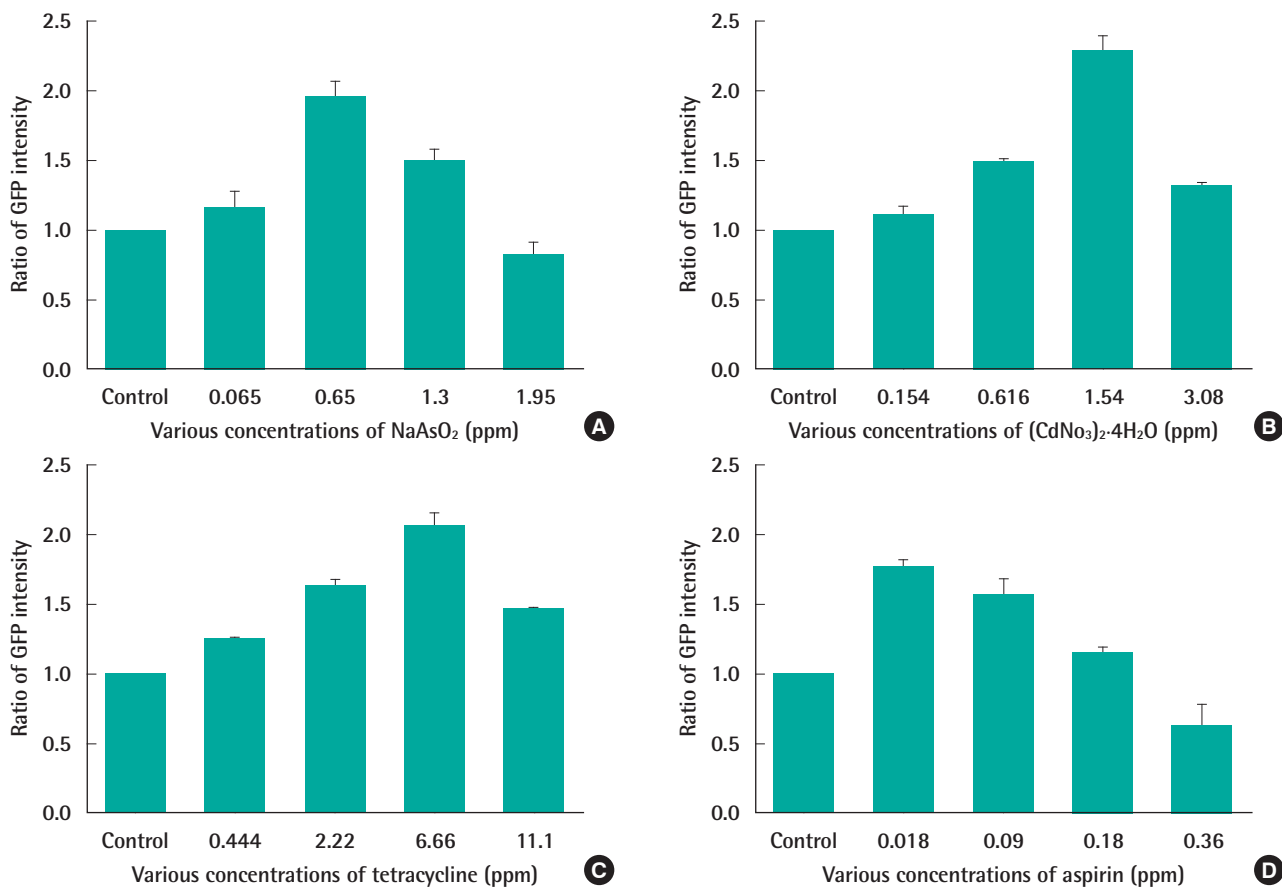 Ratio of GFP intensity
2.5
2.0
1.5
1.0
0.5
0.0
Control 0.065 0.65 1.3 1.95
Various concentrations of NaAsO₂ (ppm)
A
Ratio of GFP intensity
2.5
2.0
1.5
1.0
0.5
0.0
Control 0.154 0.616 1.54 3.08
Various concentrations of (CdNo₃)₂·4H₂O (ppm)
B
Ratio of GFP intensity
2.5
2.0
1.5
1.0
0.5
0.0
Control 0.444 2.22 6.66 11.1
Various concentrations of tetracycline (ppm)
C
Ratio of GFP intensity
2.5
2.0
1.5
1.0
0.5
0.0
Control 0.018 0.09 0.18 0.36
Various concentrations of aspirin (ppm)
D